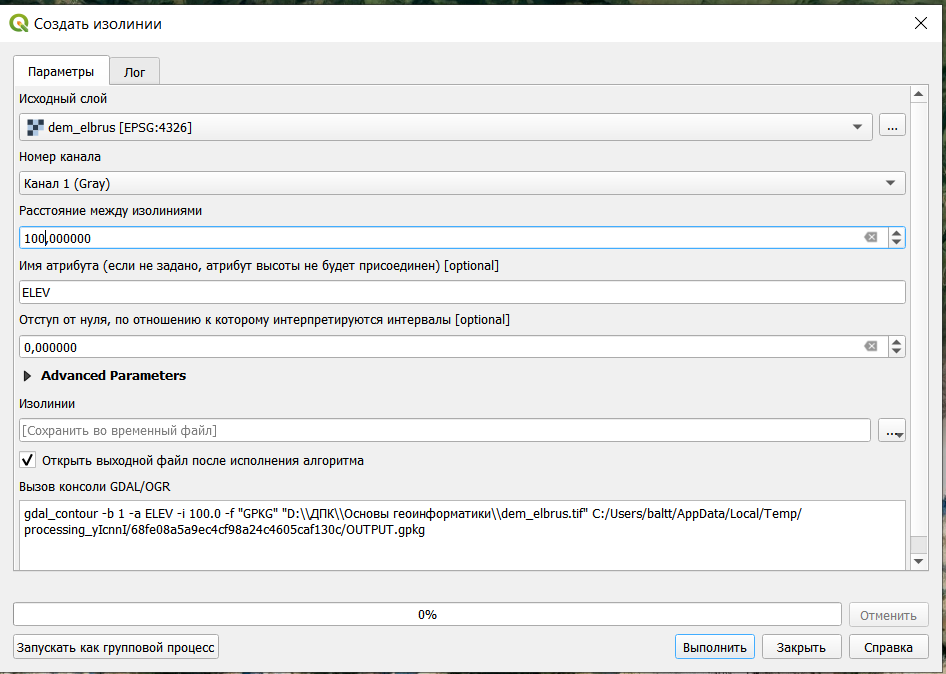 Создать изолинии
Параметры
Лог
Исходный слой
dem_elbrus [EPSG:4326]
...
Номер канала
Канал 1 (Gray)
Расстояние между изолиниями
100,000000
Имя атрибута (если не задано, атрибут высоты не будет присоединен) [optional]
ELEV
Отступ от нуля, по отношению к которому интерпретируются интервалы [optional]
0,000000
Advanced Parameters
Изолинии
[Сохранить во временный файл]
...
Открыть выходной файл после исполнения алгоритма
Вызов консоли GDAL/OGR
gdal_contour -b 1 -a ELEV -i 100.0 -f "GPKG" "D:\\ДПК\\Основы геоинформатики\\dem_elbrus.tif" C:/Users/baltt/AppData/Local/Temp/
processing_yIcnnI/68fe08a5a9ec4cf98a24c4605caf130c/OUTPUT.gpkg
0%
Отменить
Запускать как групповой процесс
Выполнить
Закрыть
Справка